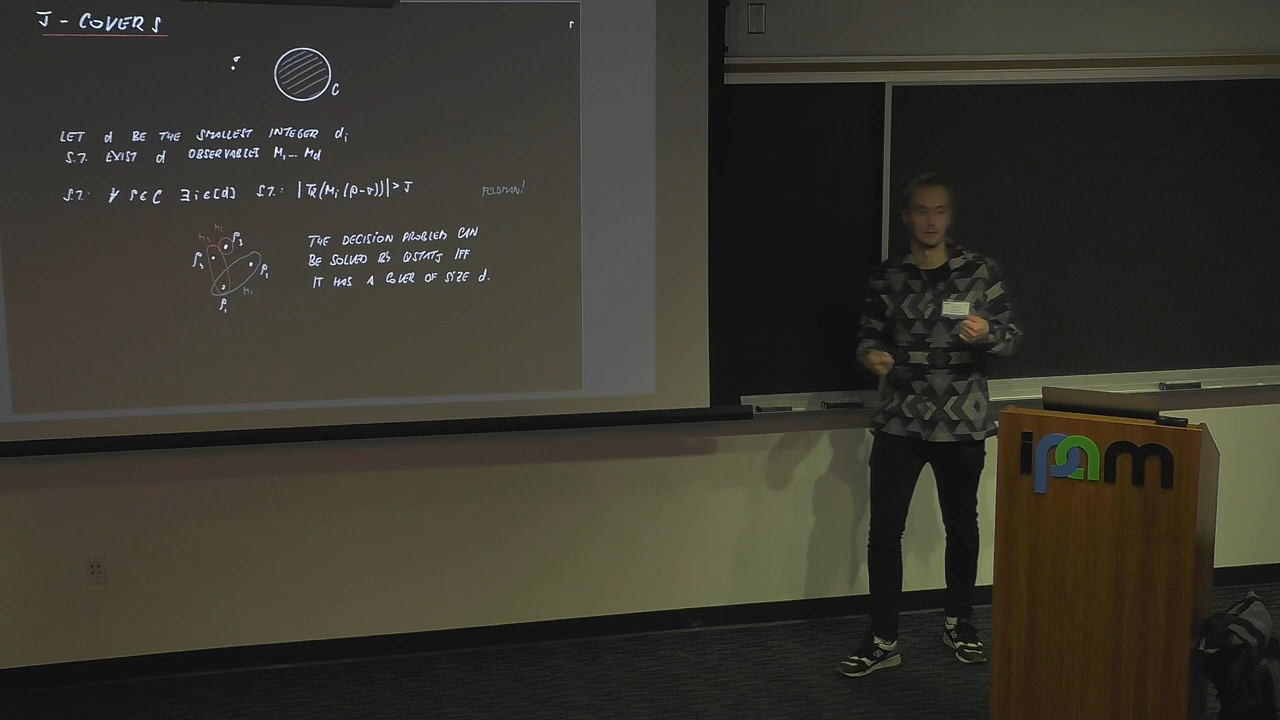 J - COVERS
σ
C
LET d BE THE SMALLEST INTEGER d;
S.T. EXIST d OBSERVABLES M1 ... Md
S.T. ∀ ρ∈C ∃i∈[d] S.T.: |TR(Mi(ρ-σ))| > J
FELDMAN!
THE DECISION PROBLEM CAN
BE SOLVED BY QSTATS IFF
IT HAS A COVER OF SIZE d.
ipam